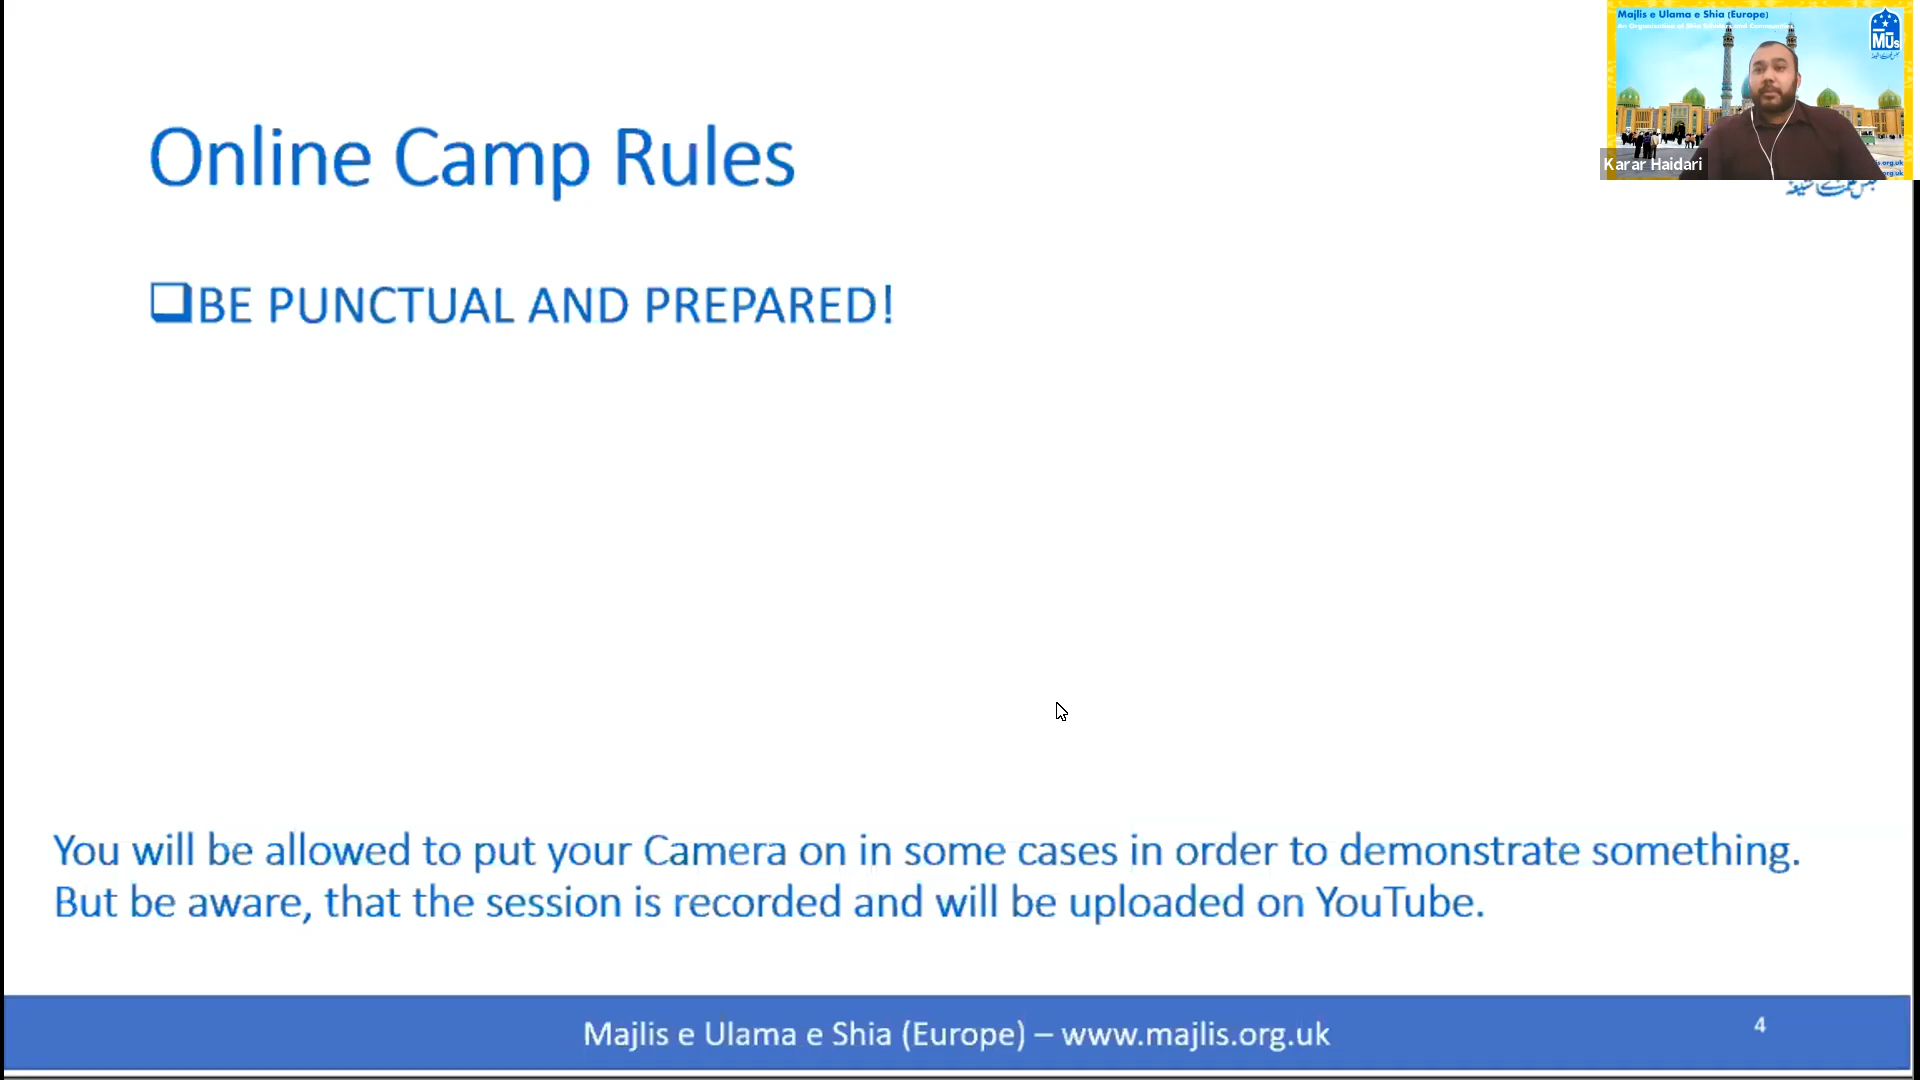 Majlis e Ulama e Shia (Europe)
MUs
Karar Haidari
Online Camp Rules
BE PUNCTUAL AND PREPARED!
You will be allowed to put your Camera on in some cases in order to demonstrate something.
But be aware, that the session is recorded and will be uploaded on YouTube.
Majlis e Ulama e Shia (Europe) – www.majlis.org.uk
4